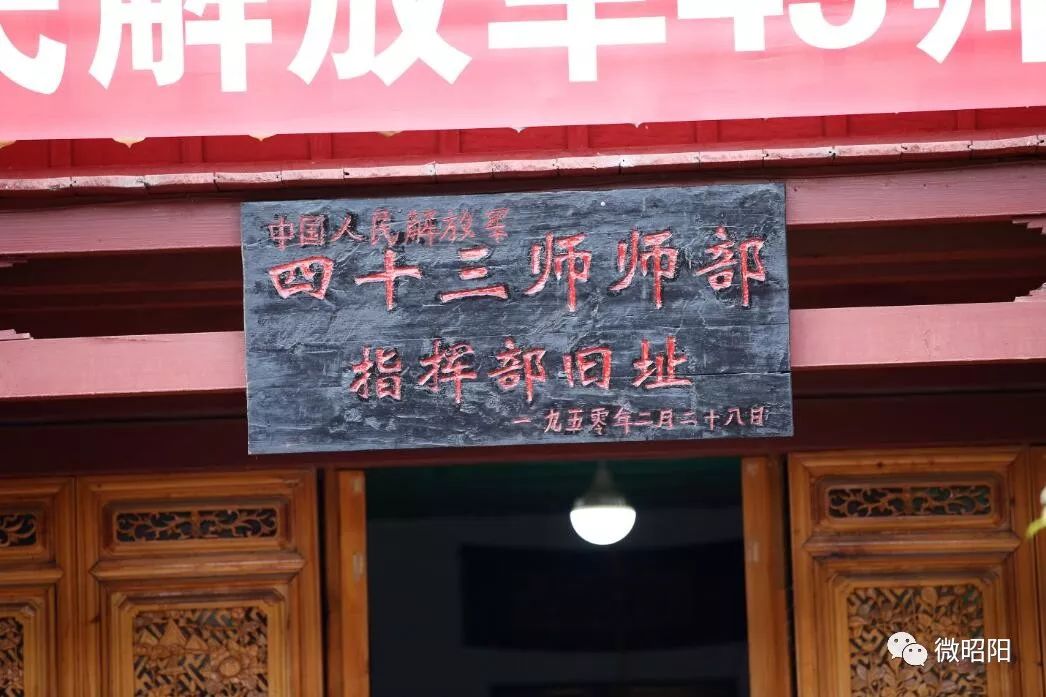 民解放军43师
中国人民解放军
四十三师师部
指挥部旧址
一九五零年二月二十八日
微昭阳